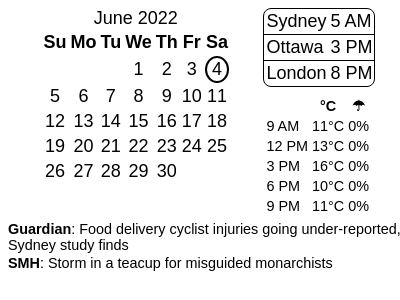 June 2022
Su Mo Tu We Th Fr Sa
1 2 3 4
5 6 7 8 9 10 11
12 13 14 15 16 17 18
19 20 21 22 23 24 25
26 27 28 29 30
Sydney 5 AM
Ottawa 3 PM
London 8 PM
°C ☂
9 AM 11°C 0%
12 PM 13°C 0%
3 PM 16°C 0%
6 PM 10°C 0%
9 PM 11°C 0%
Guardian: Food delivery cyclist injuries going under-reported,
Sydney study finds
SMH: Storm in a teacup for misguided monarchists